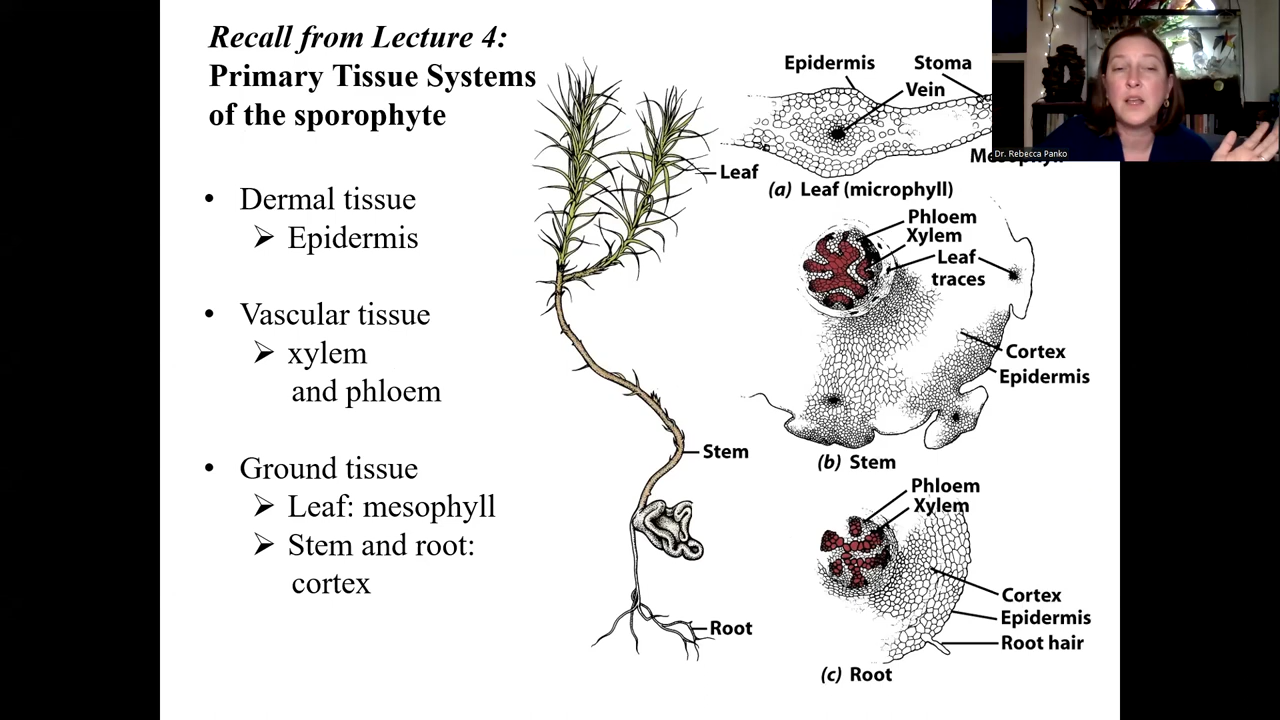 Recall from Lecture 4:
Primary Tissue Systems
of the sporophyte
• Dermal tissue
➢ Epidermis
• Vascular tissue
➢ xylem
and phloem
• Ground tissue
➢ Leaf: mesophyll
➢ Stem and root:
cortex
Leaf
Stem
Root
Epidermis
Stoma
Vein
(a) Leaf (microphyll)
Phloem
Xylem
Leaf
traces
Cortex
Epidermis
(b) Stem
Phloem
Xylem
Cortex
Epidermis
Root hair
(c) Root
Dr. Rebecca Panko